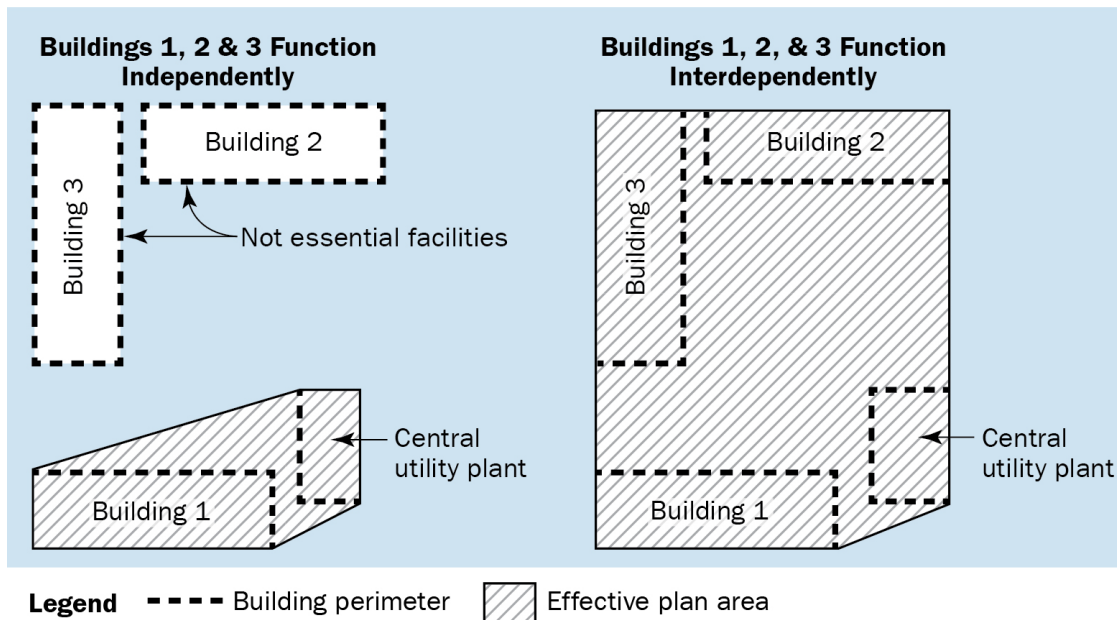 Buildings 1, 2 & 3 Function
Independently
Building 2
Building 3
Not essential facilities
Central
utility plant
Building 1
Buildings 1, 2, & 3 Function
Interdependently
Building 2
Building 3
Central
utility plant
Building 1
Legend
Building perimeter
Effective plan area